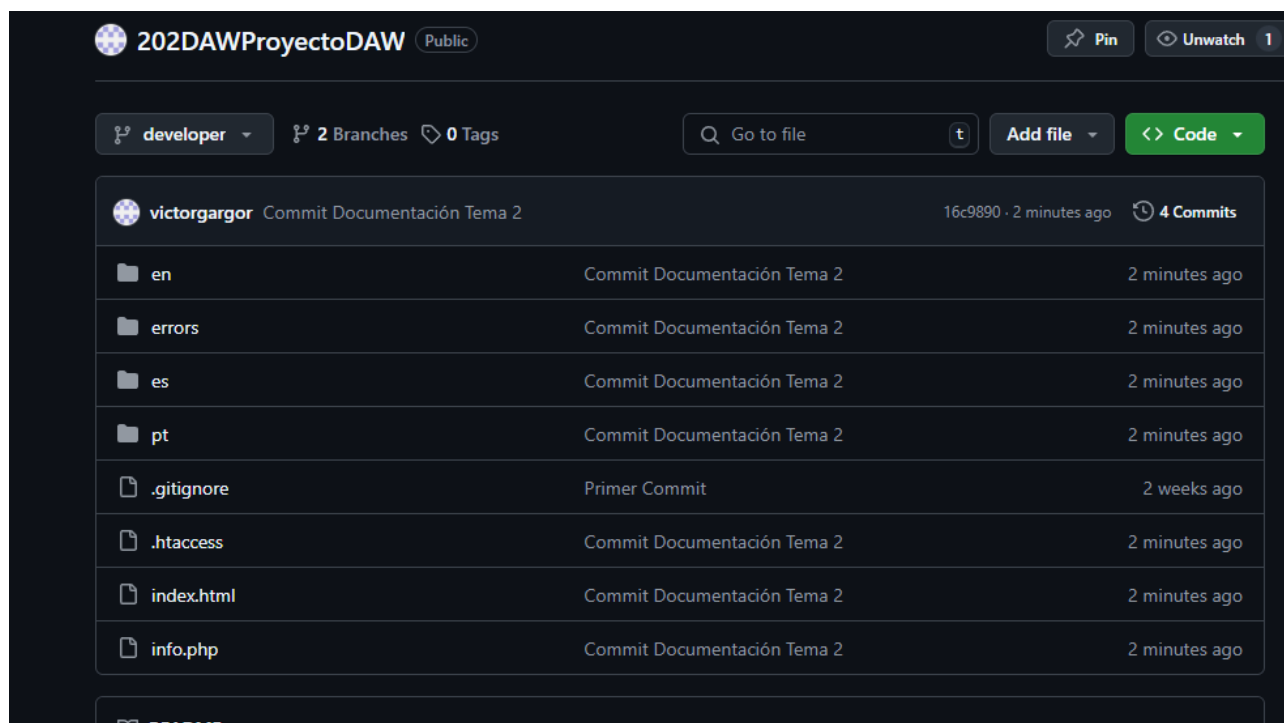 202DAWProyectoDAW Public Pin Unwatch 1
developer 2 Branches 0 Tags Go to file t Add file <> Code
victorgargor Commit Documentación Tema 2 16c9890 · 2 minutes ago 4 Commits
en Commit Documentación Tema 2 2 minutes ago
errors Commit Documentación Tema 2 2 minutes ago
es Commit Documentación Tema 2 2 minutes ago
pt Commit Documentación Tema 2 2 minutes ago
.gitignore Primer Commit 2 weeks ago
.htaccess Commit Documentación Tema 2 2 minutes ago
index.html Commit Documentación Tema 2 2 minutes ago
info.php Commit Documentación Tema 2 2 minutes ago